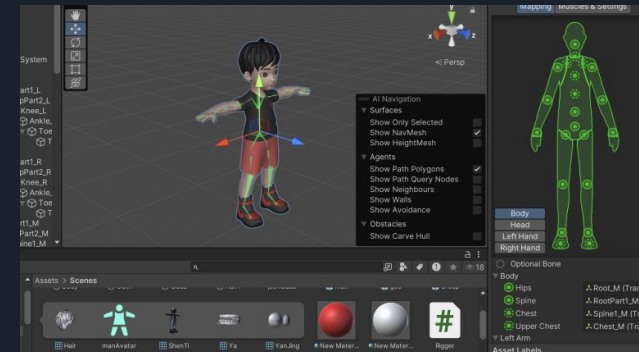 Mapping Muscles & Settings
System
y
x z
Persp
art1_L
pPart2_L
Knee_L
Ankle_
Toe
T
art1_R
pPart2_R
Knee_R
Ankle_
Toe
T
rt1_M
Part2_M
ine1_M
AI Navigation
Surfaces
Show Only Selected
Show NavMesh
Show HeightMesh
Agents
Show Path Polygons
Show Path Query Nodes
Show Neighbours
Show Walls
Show Avoidance
Obstacles
Show Carve Hull
Body
Head
Left Hand
Right Hand
Optional Bone
Body
Hips Root_M (Tran
Spine RootPart1_M
Chest Spine1_M (Tr
Upper Chest Chest_M (Tr
Left Arm
Asset Labels
18
Assets > Scenes
Hair manAvatar ShenTi Ya YanJing New Mater... New Mater... Rigger